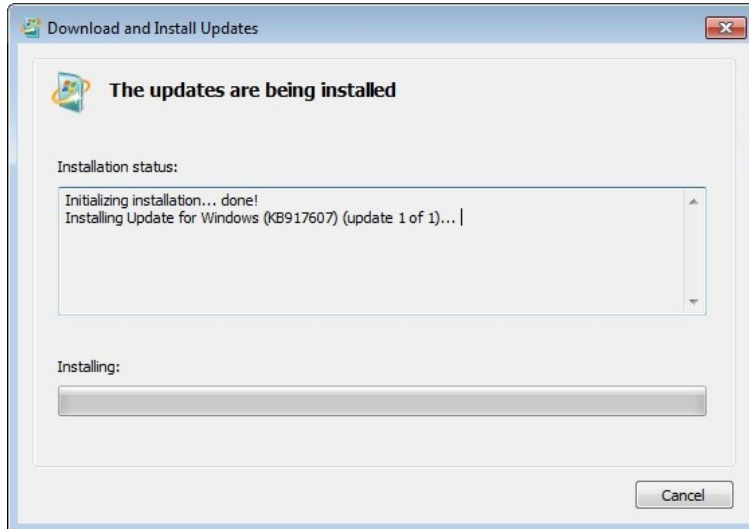 Download and Install Updates
The updates are being installed
Installation status:
Initializing installation... done!
Installing Update for Windows (KB917607) (update 1 of 1)...
Installing:
Cancel